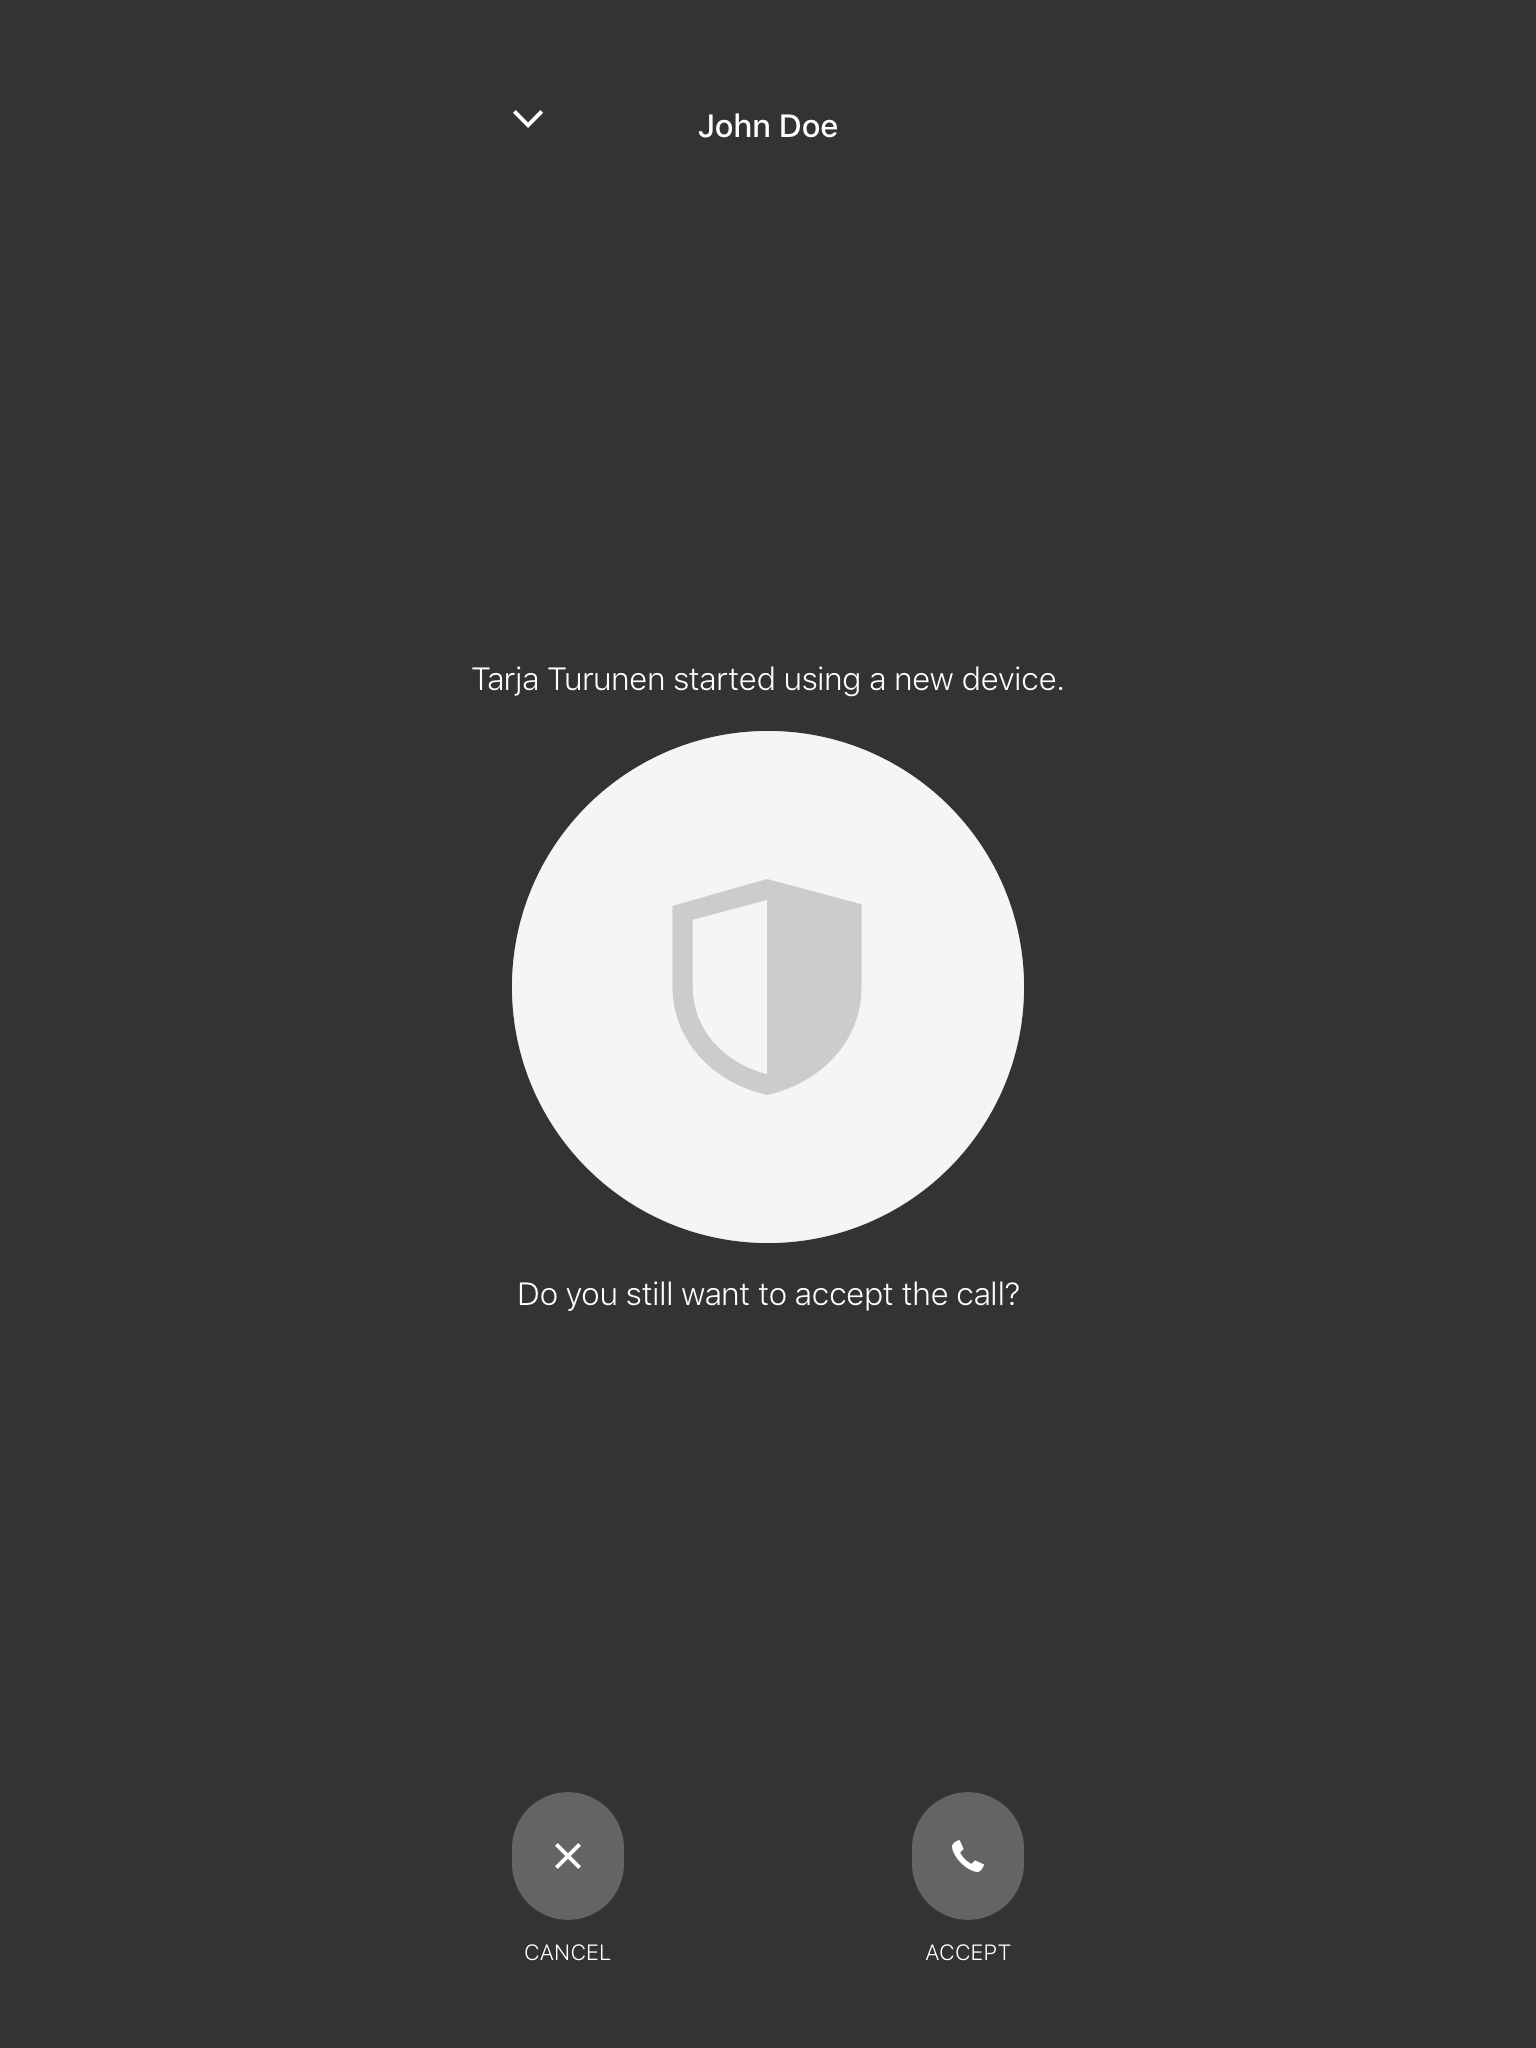 John Doe
Tarja Turunen started using a new device.
Do you still want to accept the call?
CANCEL
ACCEPT